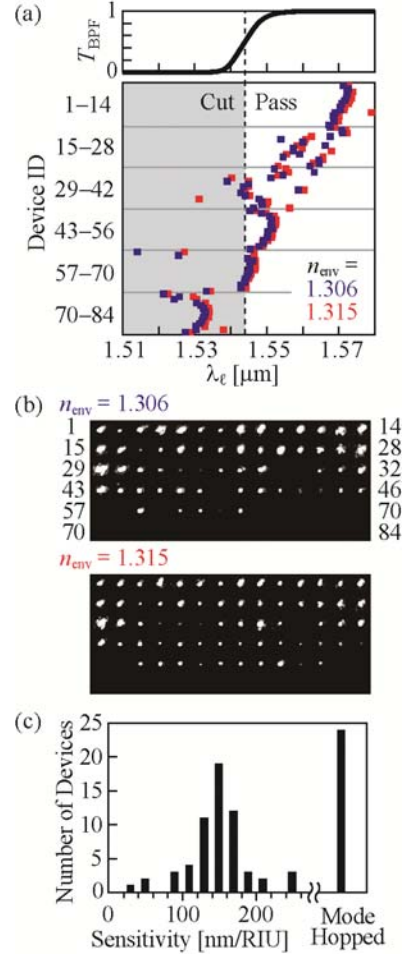 (a)
1
T_BPF
0
Cut Pass
Device ID
1–14
15–28
29–42
43–56
57–70
70–84
n_env =
1.306
1.315
1.51 1.53 1.55 1.57
λ_ℓ [μm]
(b)
n_env = 1.306
1 14
15 28
29 32
43 46
57 70
70 84
n_env = 1.315
(c)
Number of Devices
25
20
15
10
5
0
0 100 200 Mode
Sensitivity [nm/RIU] Hopped